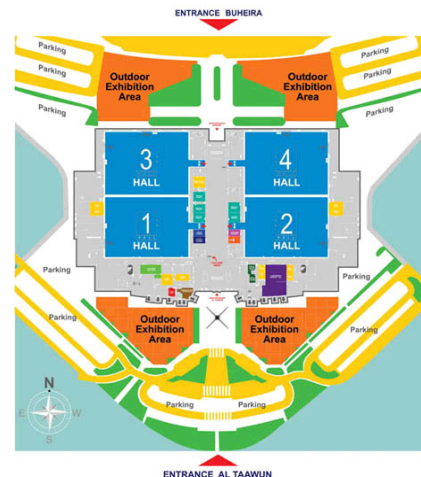 ENTRANCE BUHEIRA
Parking
Parking
Parking
Parking
Outdoor
Exhibition
Area
Outdoor
Exhibition
Area
Parking
Parking
3
HALL
4
HALL
1
HALL
2
HALL
Parking
Parking
Parking
Parking
Outdoor
Exhibition
Area
Outdoor
Exhibition
Area
Parking
Parking
N
E
W
S
ENTRANCE AL TAAWUN